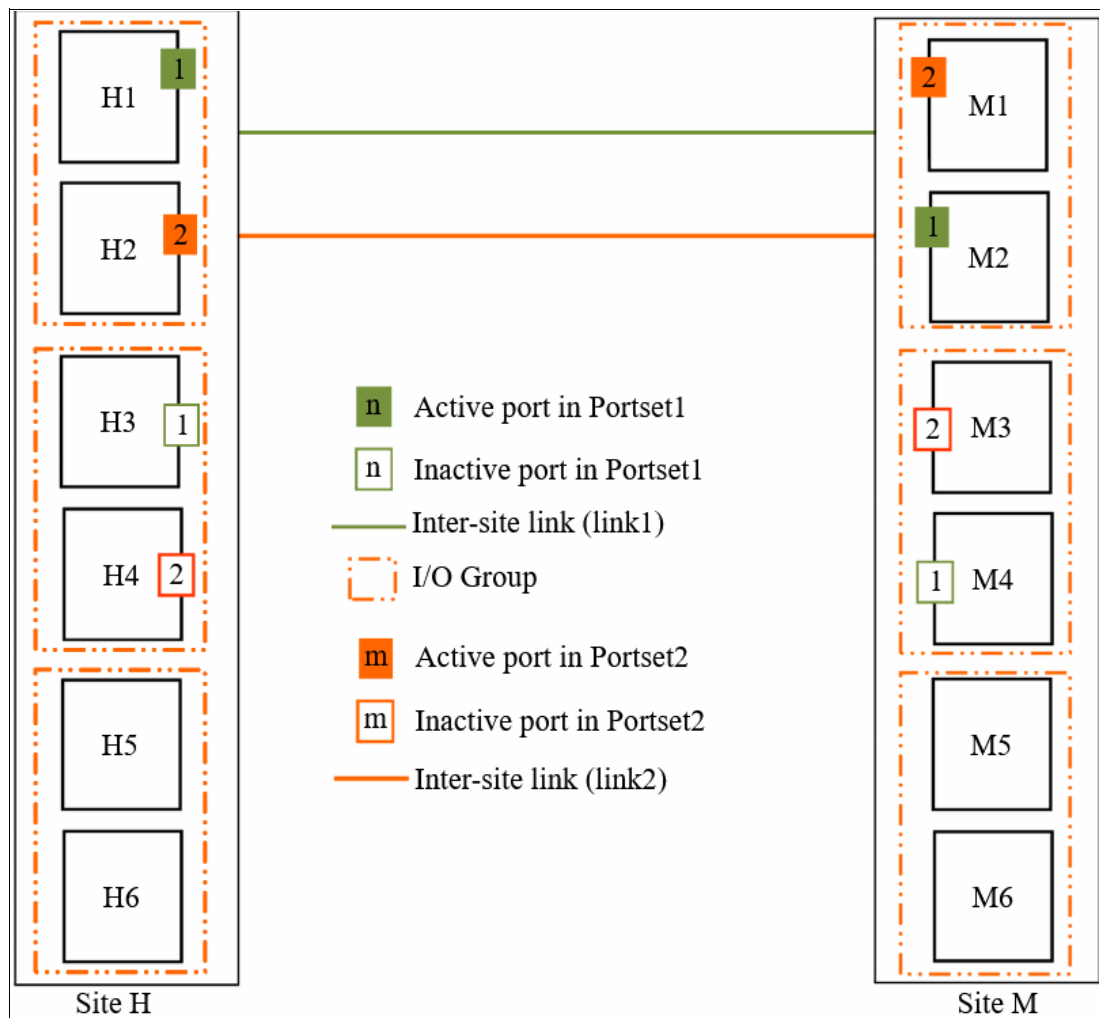 1
H1
2
H2
1
H3
2
H4
H5
H6
Site H
n Active port in Portset1
n Inactive port in Portset1
Inter-site link (link1)
I/O Group
m Active port in Portset2
m Inactive port in Portset2
Inter-site link (link2)
2
M1
1
M2
2
M3
1
M4
M5
M6
Site M